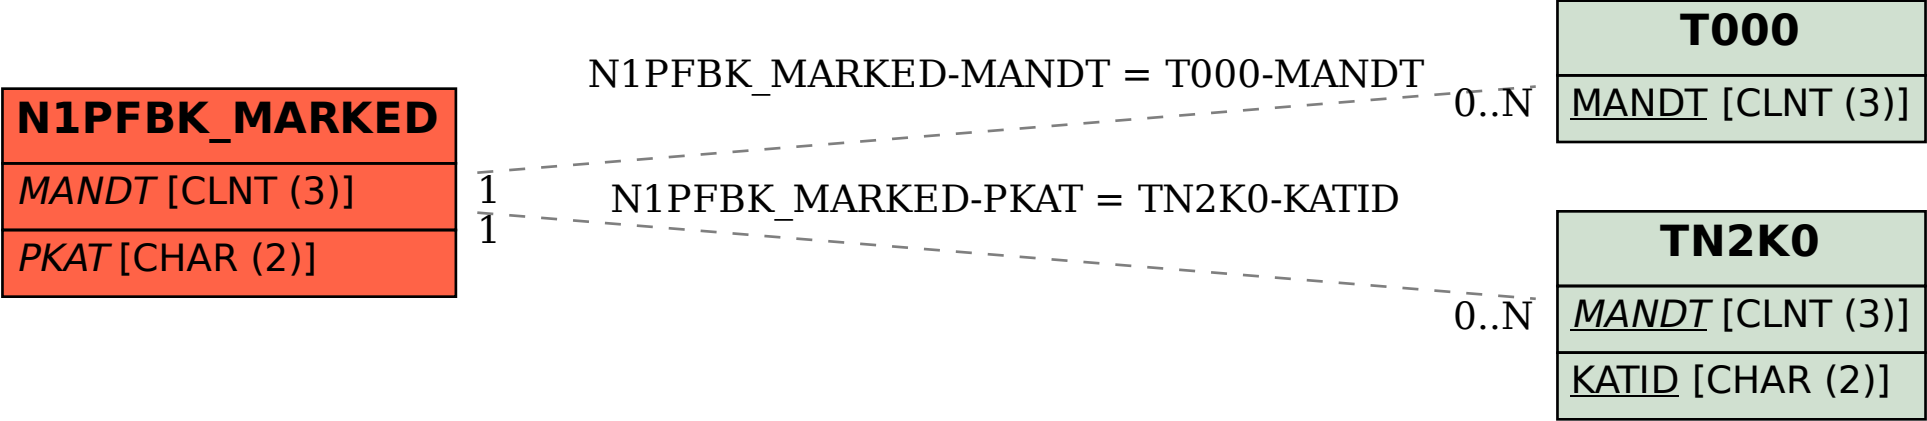 N1PFBK_MARKED
MANDT [CLNT (3)]
PKAT [CHAR (2)]
N1PFBK_MARKED-MANDT = T000-MANDT
1
0..N
N1PFBK_MARKED-PKAT = TN2K0-KATID
1
0..N
T000
MANDT [CLNT (3)]
TN2K0
MANDT [CLNT (3)]
KATID [CHAR (2)]